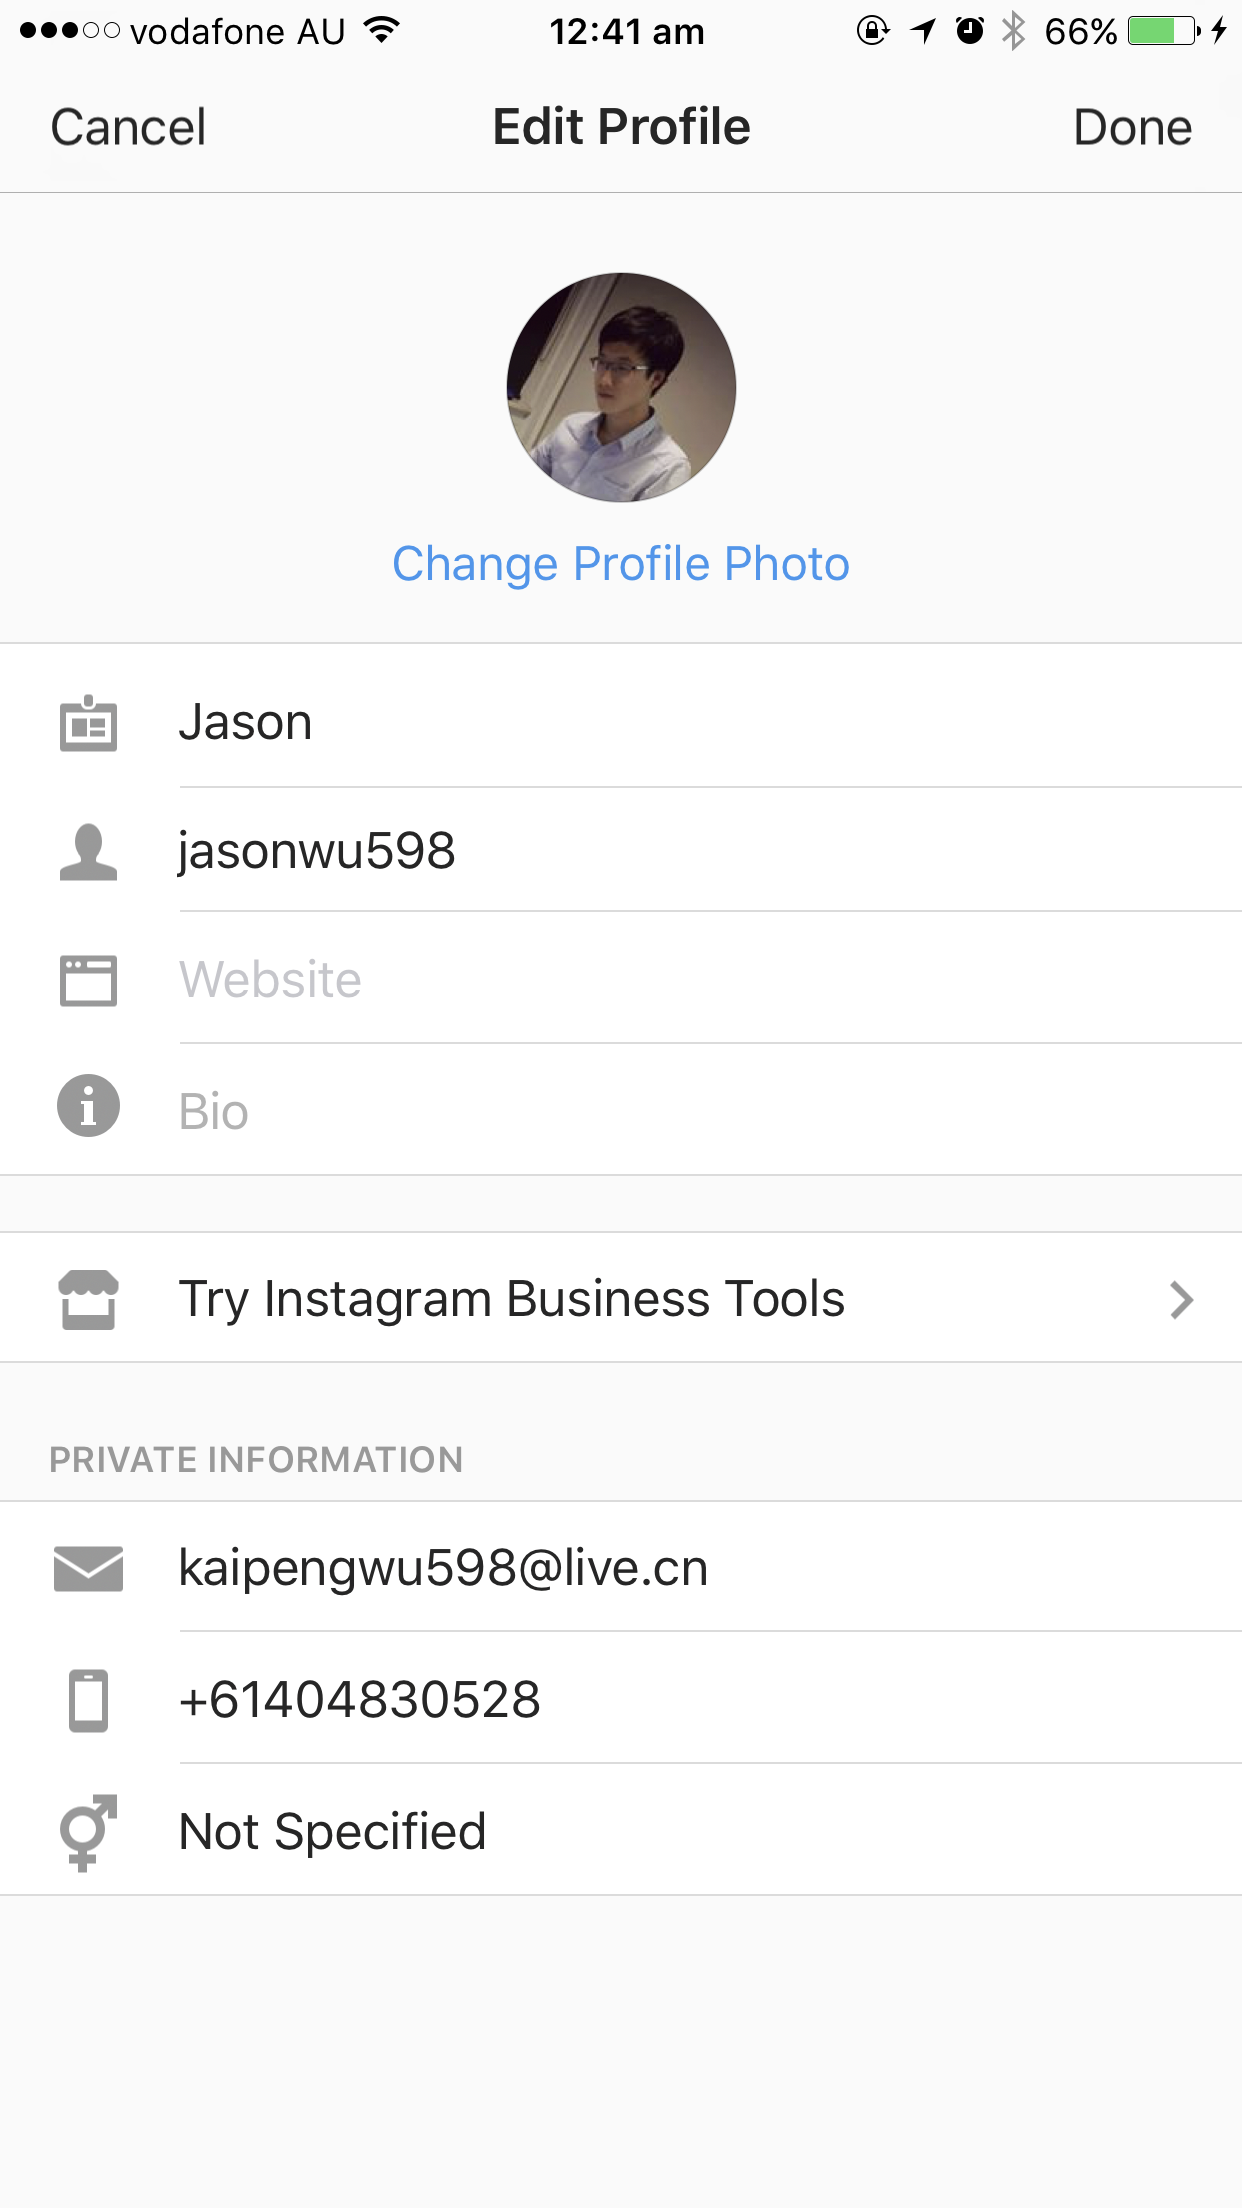 vodafone AU 12:41 am 66%
Cancel Edit Profile Done
Change Profile Photo
Jason
jasonwu598
Website
Bio
Try Instagram Business Tools
PRIVATE INFORMATION
kaipengwu598@live.cn
+61404830528
Not Specified